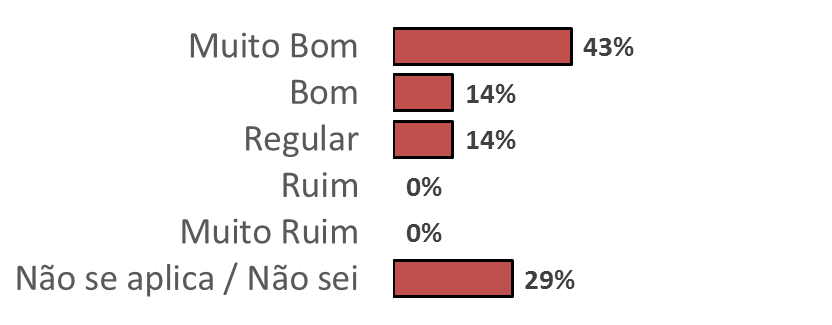 Muito Bom 43%
Bom 14%
Regular 14%
Ruim 0%
Muito Ruim 0%
Não se aplica / Não sei 29%